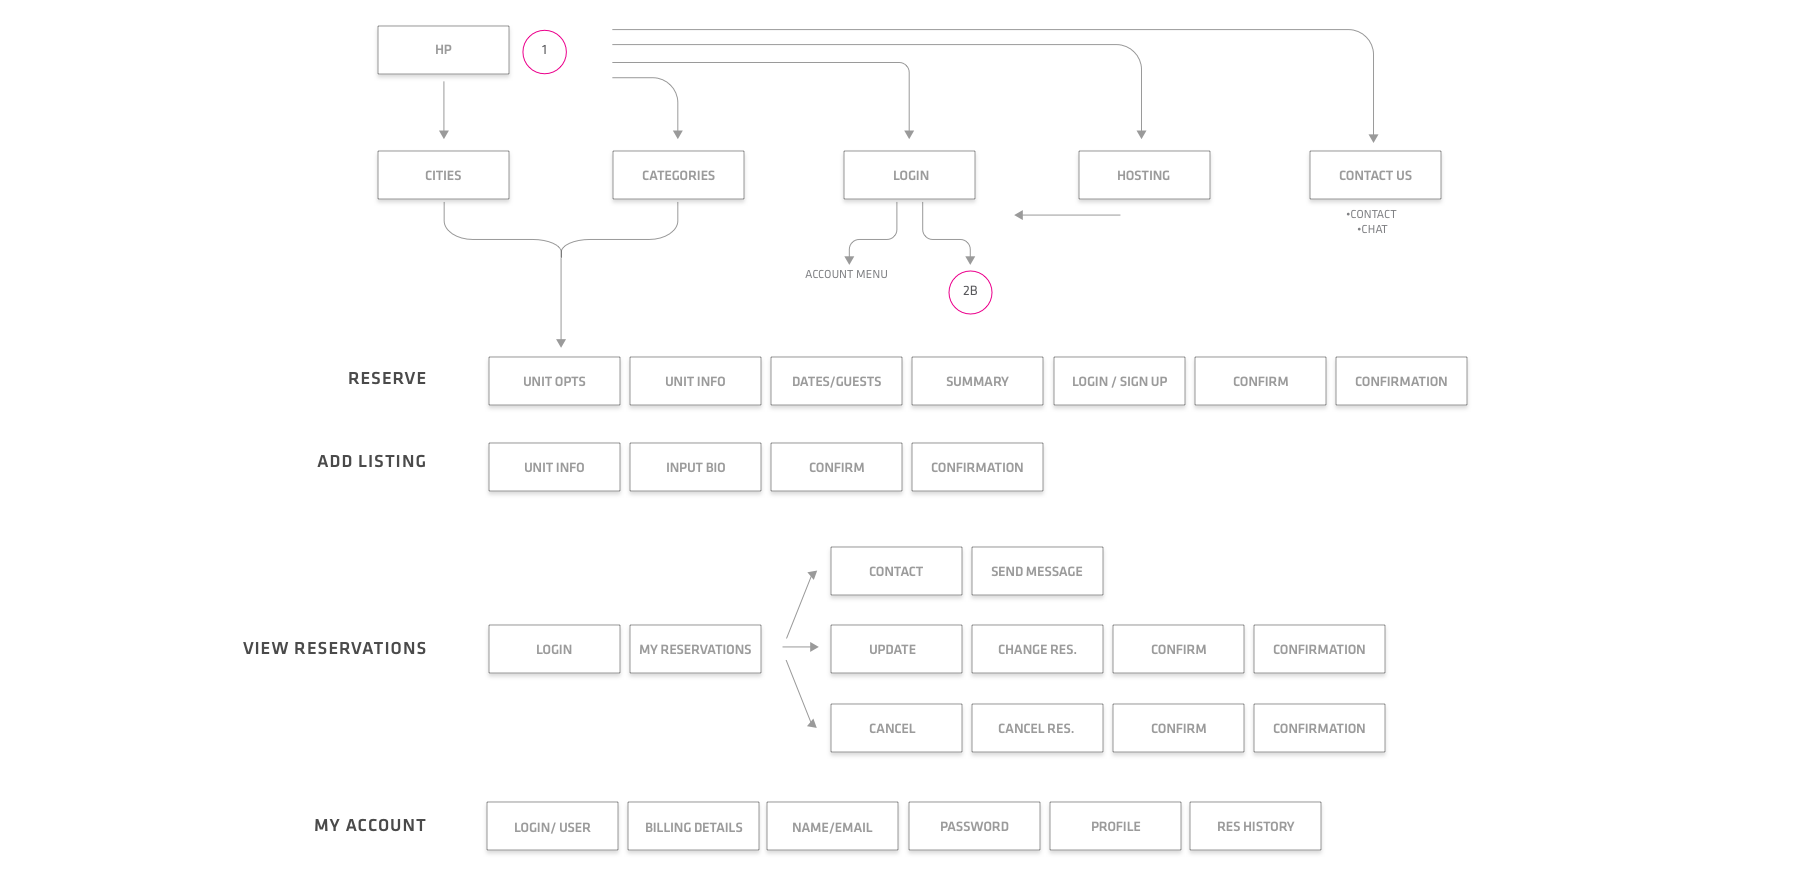 HP
1
CITIES
CATEGORIES
LOGIN
HOSTING
CONTACT US
•CONTACT
•CHAT
ACCOUNT MENU
2B
RESERVE
UNIT OPTS
UNIT INFO
DATES/GUESTS
SUMMARY
LOGIN / SIGN UP
CONFIRM
CONFIRMATION
ADD LISTING
UNIT INFO
INPUT BIO
CONFIRM
CONFIRMATION
CONTACT
SEND MESSAGE
VIEW RESERVATIONS
LOGIN
MY RESERVATIONS
UPDATE
CHANGE RES.
CONFIRM
CONFIRMATION
CANCEL
CANCEL RES.
CONFIRM
CONFIRMATION
MY ACCOUNT
LOGIN/ USER
BILLING DETAILS
NAME/EMAIL
PASSWORD
PROFILE
RES HISTORY